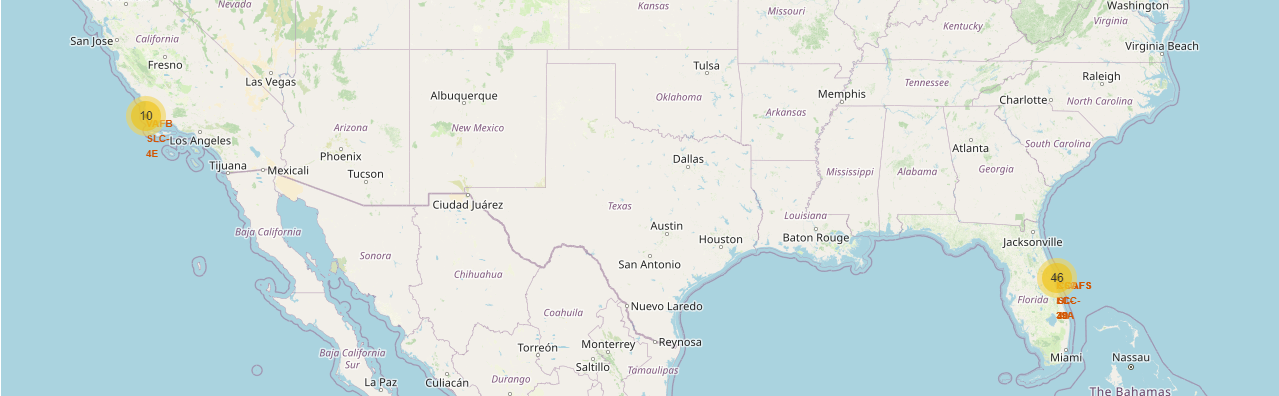 Nevada
Kansas
Washington
Missouri
Virginia
Kentucky
San Jose
California
Virginia Beach
Fresno
Las Vegas
Tulsa
Raleigh
Tennessee
Albuquerque
Oklahoma
Memphis
Charlotte
North Carolina
10
AFB
SLC-
4E
Los Angeles
Arizona
New Mexico
Arkansas
South Carolina
Atlanta
Phoenix
Dallas
Tijuana
Mexicali
Tucson
Mississippi
Alabama
Georgia
Ciudad Juárez
Texas
Louisiana
Baja California
Austin
Houston
Baton Rouge
Jacksonville
Sonora
San Antonio
Chihuahua
46
AFS
Florida
Coahuila
Nuevo Laredo
Reynosa
Monterrey
Torreón
Baja California
Sur
Saltillo
Tamaulipas
Miami
Nassau
La Paz
Culiacán
Durango
The Bahamas